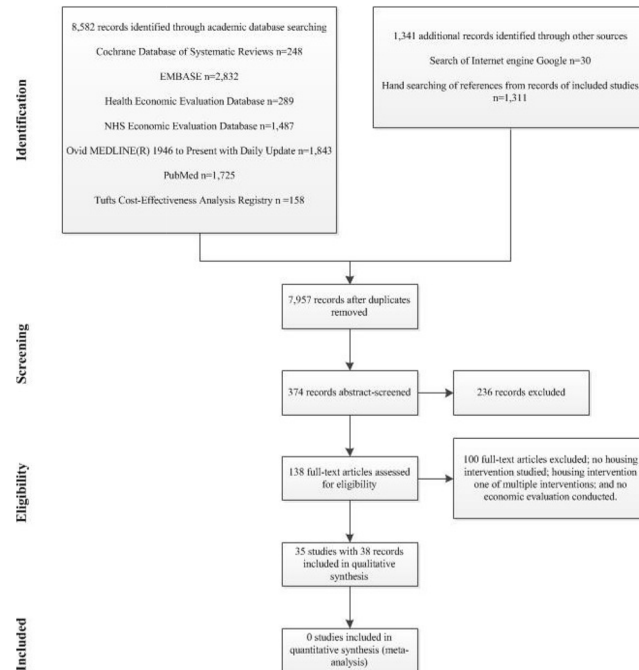 8,582 records identified through academic database searching
Cochrane Database of Systematic Reviews n=248
EMBASE n=2,832
Health Economic Evaluation Database n=289
NHS Economic Evaluation Database n=1,487
Ovid MEDLINE(R) 1946 to Present with Daily Update n=1,843
PubMed n=1,725
Tufts Cost-Effectiveness Analysis Registry n =158
1,341 additional records identified through other sources
Search of Internet engine Google n=30
Hand searching of references from records of included studies
n=1,311
Identification
7,957 records after duplicates
removed
Screening
374 records abstract-screened
236 records excluded
Eligibility
138 full-text articles assessed
for eligibility
100 full-text articles excluded; no housing
intervention studied; housing intervention
one of multiple interventions; and no
economic evaluation conducted.
35 studies with 38 records
included in qualitative
synthesis
Included
0 studies included in
quantitative synthesis (meta-
analysis)